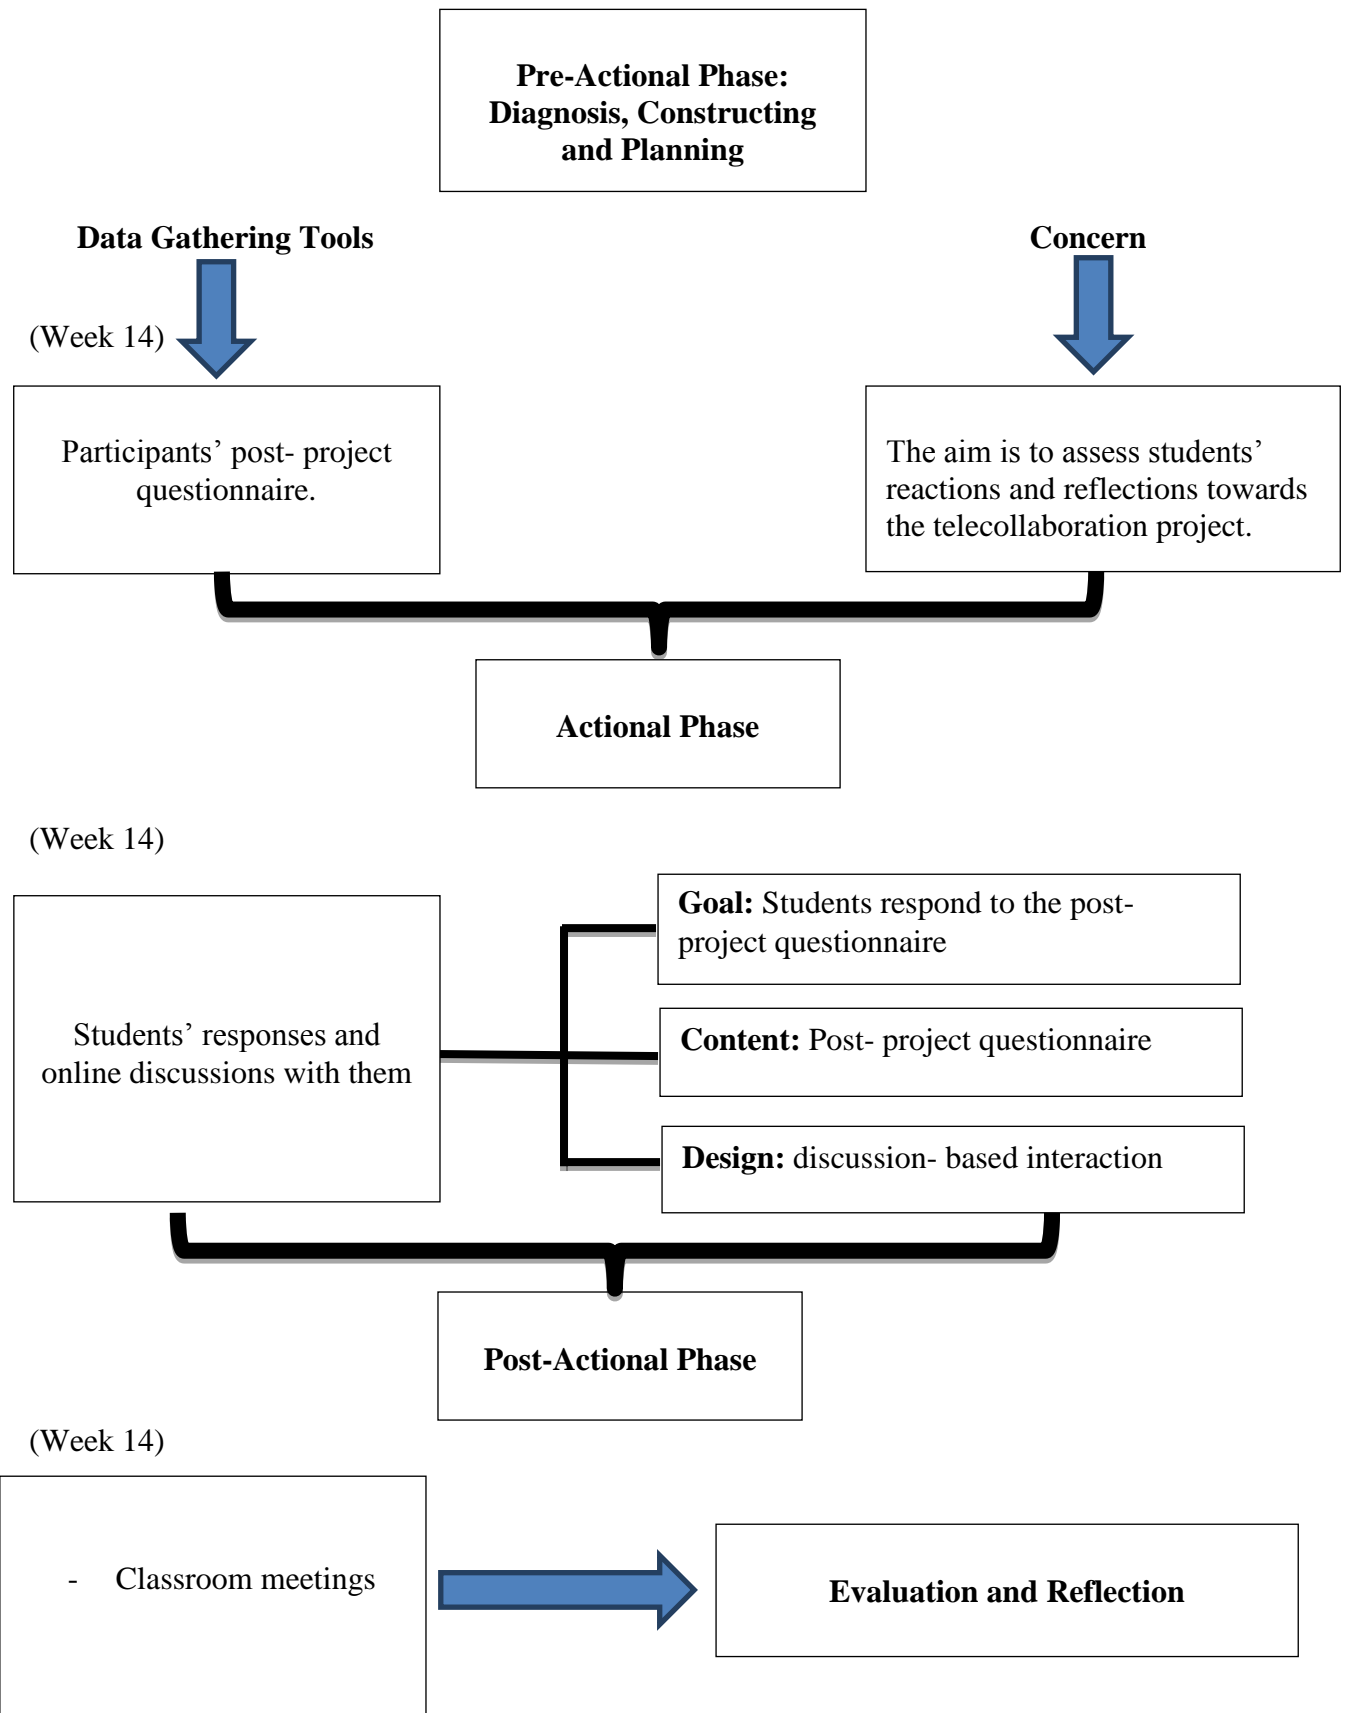 Pre-Actional Phase:
Diagnosis, Constructing
and Planning
Data Gathering Tools
Concern
(Week 14)
Participants’ post- project
questionnaire.
The aim is to assess students’
reactions and reflections towards
the telecollaboration project.
Actional Phase
(Week 14)
Students’ responses and
online discussions with them
Goal: Students respond to the post-
project questionnaire
Content: Post- project questionnaire
Design: discussion- based interaction
Post-Actional Phase
(Week 14)
- Classroom meetings
Evaluation and Reflection